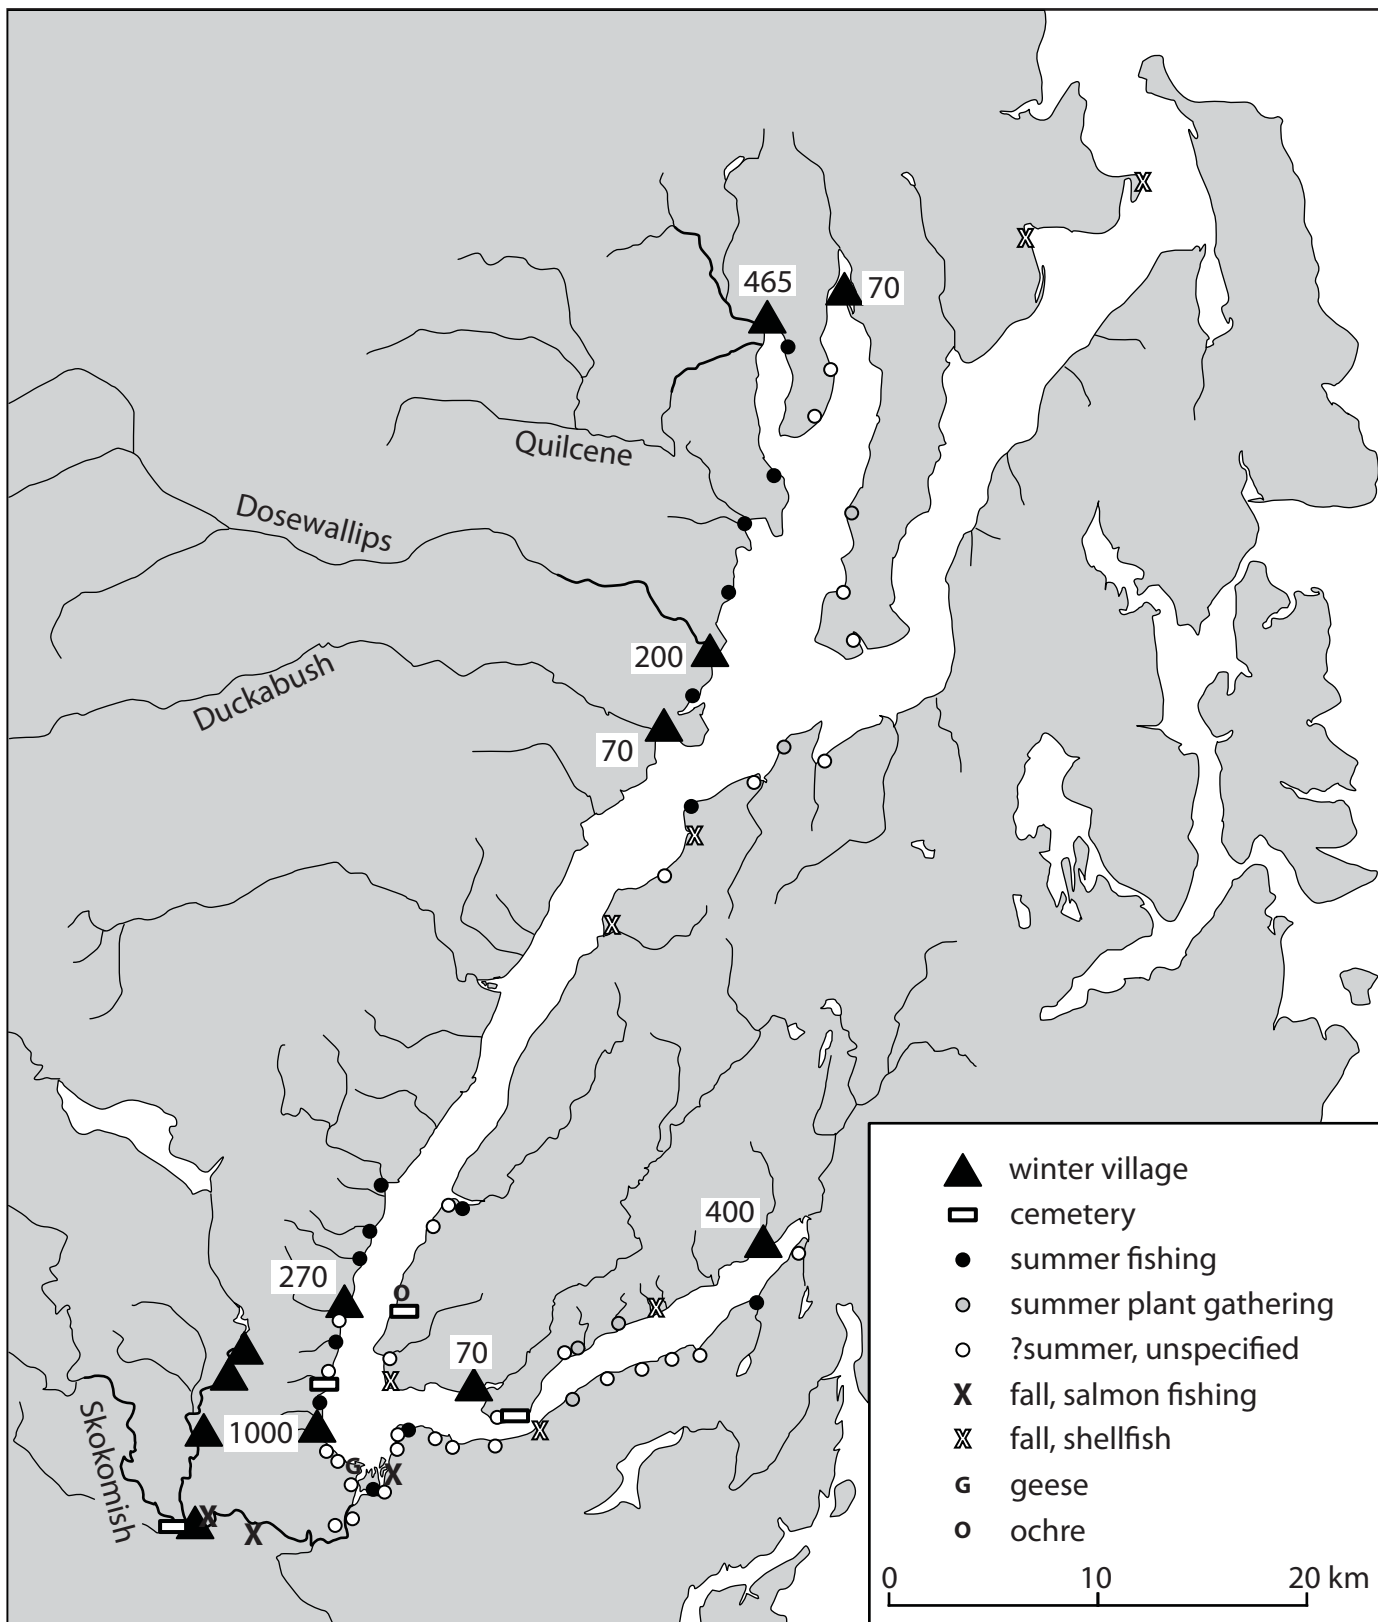 465
70
Quilcene
Dosewallips
200
Duckabush
70
400
270
O
70
1000
Skokomish
G
X
X
X
winter village
cemetery
summer fishing
summer plant gathering
?summer, unspecified
X fall, salmon fishing
X fall, shellfish
G geese
O ochre
0 10 20 km